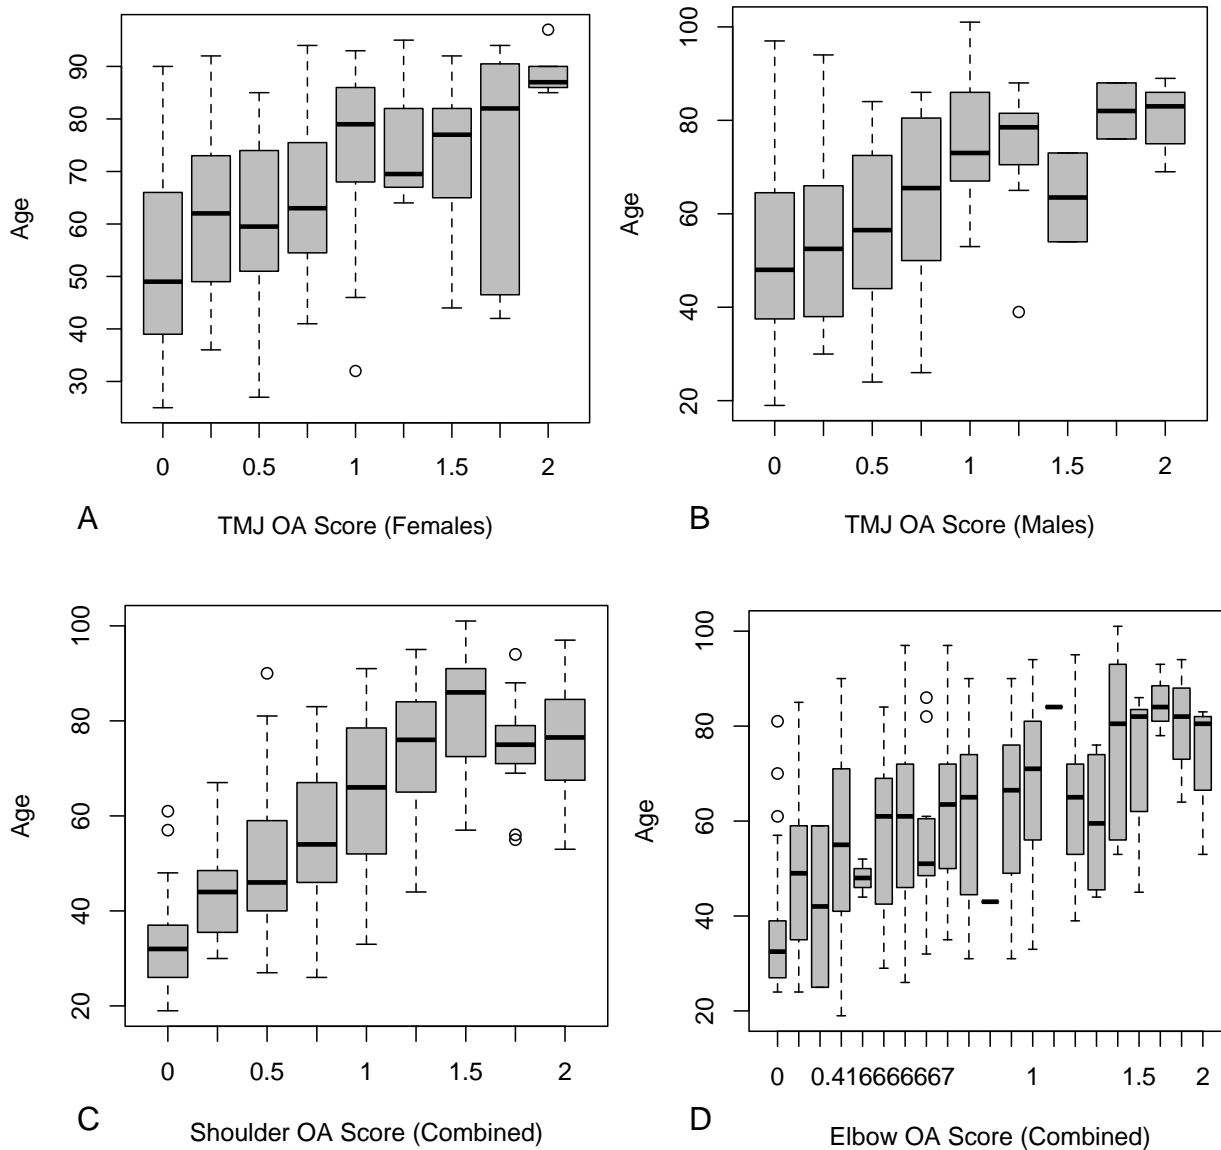 Age
90
80
70
60
50
40
30
0 0.5 1 1.5 2
A
TMJ OA Score (Females)
Age
100
80
60
40
20
0 0.5 1 1.5 2
B
TMJ OA Score (Males)
Age
100
80
60
40
20
0 0.5 1 1.5 2
C
Shoulder OA Score (Combined)
Age
100
80
60
40
20
0 0.416666667 1 1.5 2
D
Elbow OA Score (Combined)